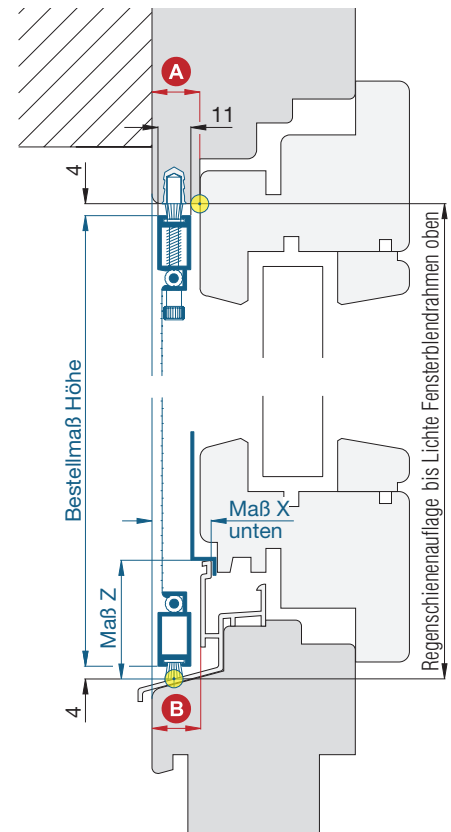 A
11
4
Bestellmaß Höhe
Regenschienenauflage bis Lichte Fensterblendrahmen oben
Maß X
unten
Maß Z
4
B